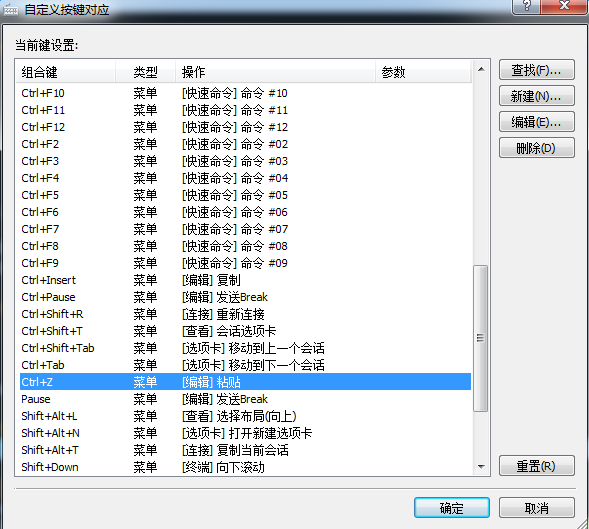 自定义按键对应
当前键设置:
组合键 类型 操作 参数
Ctrl+F10 菜单 [快速命令] 命令 #10
Ctrl+F11 菜单 [快速命令] 命令 #11
Ctrl+F12 菜单 [快速命令] 命令 #12
Ctrl+F2 菜单 [快速命令] 命令 #02
Ctrl+F3 菜单 [快速命令] 命令 #03
Ctrl+F4 菜单 [快速命令] 命令 #04
Ctrl+F5 菜单 [快速命令] 命令 #05
Ctrl+F6 菜单 [快速命令] 命令 #06
Ctrl+F7 菜单 [快速命令] 命令 #07
Ctrl+F8 菜单 [快速命令] 命令 #08
Ctrl+F9 菜单 [快速命令] 命令 #09
Ctrl+Insert 菜单 [编辑] 复制
Ctrl+Pause 菜单 [编辑] 发送Break
Ctrl+Shift+R 菜单 [连接] 重新连接
Ctrl+Shift+T 菜单 [查看] 会话选项卡
Ctrl+Shift+Tab 菜单 [选项卡] 移动到上一个会话
Ctrl+Tab 菜单 [选项卡] 移动到下一个会话
Ctrl+Z 菜单 [编辑] 粘贴
Pause 菜单 [编辑] 发送Break
Shift+Alt+L 菜单 [查看] 选择布局(向上)
Shift+Alt+N 菜单 [选项卡] 打开新建选项卡
Shift+Alt+T 菜单 [连接] 复制当前会话
Shift+Down 菜单 [终端] 向下滚动
查找(F)...
新建(N)...
编辑(E)...
删除(D)
重置(R)
确定 取消